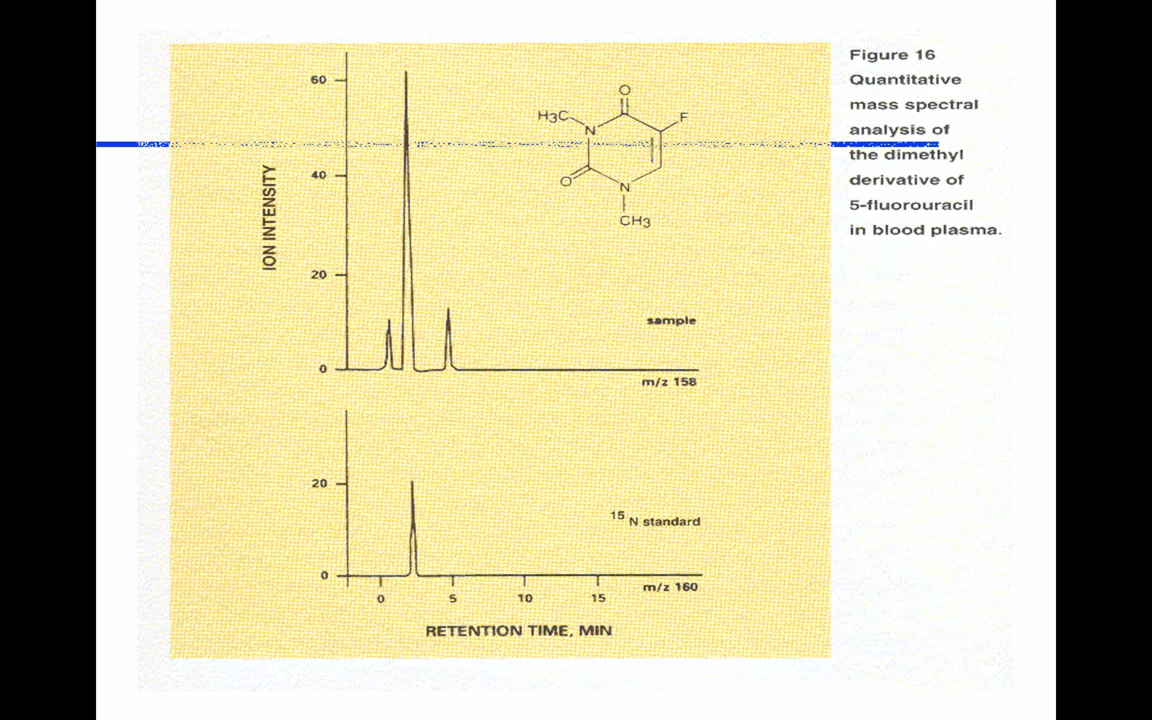 Figure 16
Quantitative
mass spectral
analysis of
the dimethyl
derivative of
5-fluorouracil
in blood plasma.
60
40
20
0
ION INTENSITY
O
H3C
N
F
O
N
CH3
sample
m/z 158
20
0
15 N standard
m/z 160
0 5 10 15
RETENTION TIME, MIN